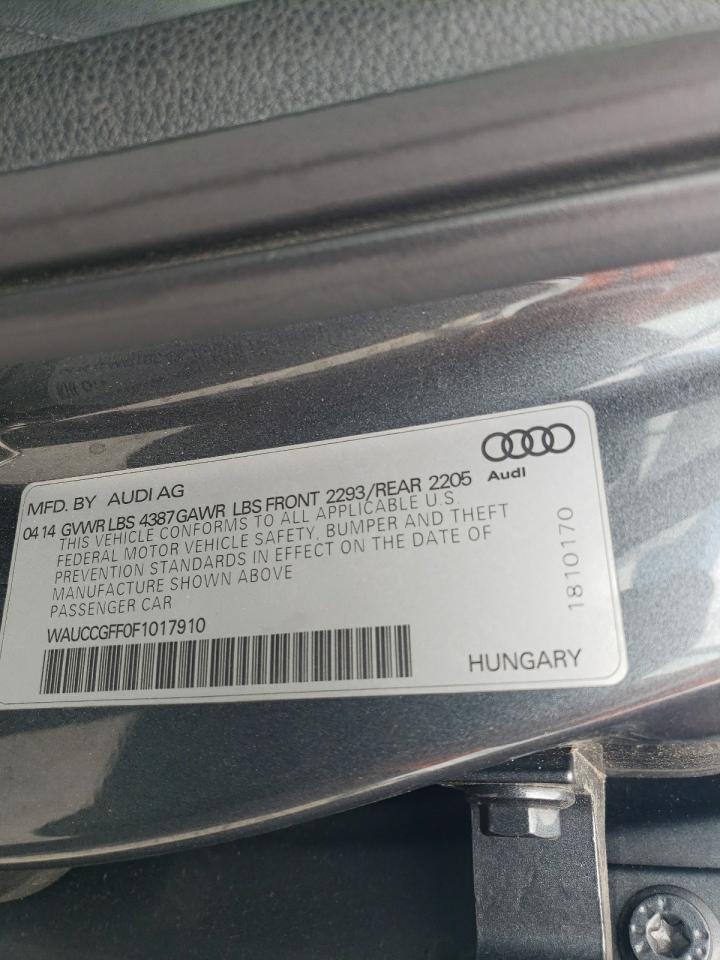 Audi
MFD. BY AUDI AG
04 14 GVWR LBS 4387 GAWR LBS FRONT 2293/REAR 2205
THIS VEHICLE CONFORMS TO ALL APPLICABLE U.S.
FEDERAL MOTOR VEHICLE SAFETY, BUMPER AND THEFT
PREVENTION STANDARDS IN EFFECT ON THE DATE OF
MANUFACTURE SHOWN ABOVE
PASSENGER CAR
WAUCCGFF0F1017910
HUNGARY
1810170